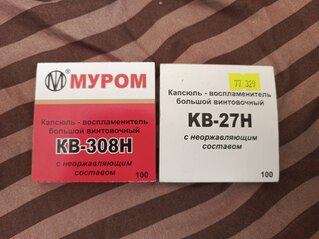 МУРОМ
Капсюль - воспламенитель
большой винтовочный
КВ-308Н
с неоржавляющим
составом
100
77 329
Капсюль - воспламенитель
большой винтовочный
КВ-27Н
с неоржавляющим
составом
100